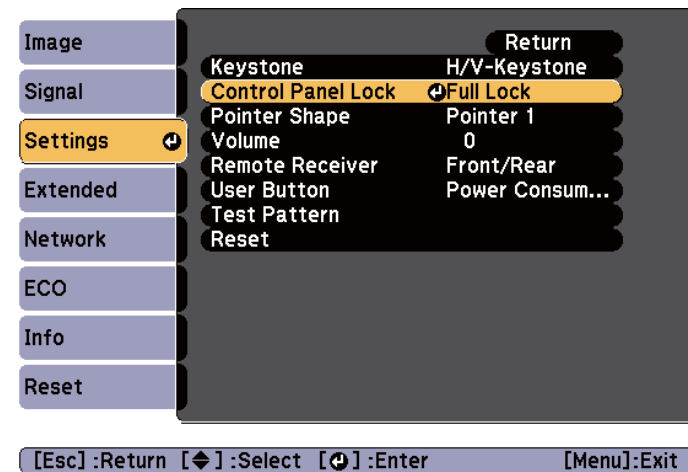 Image
Signal
Settings
Extended
Network
ECO
Info
Reset
Return
Keystone H/V-Keystone
Control Panel Lock Full Lock
Pointer Shape Pointer 1
Volume 0
Remote Receiver Front/Rear
User Button Power Consum...
Test Pattern
Reset
[Esc] :Return [◆] :Select [↵] :Enter [Menu]:Exit